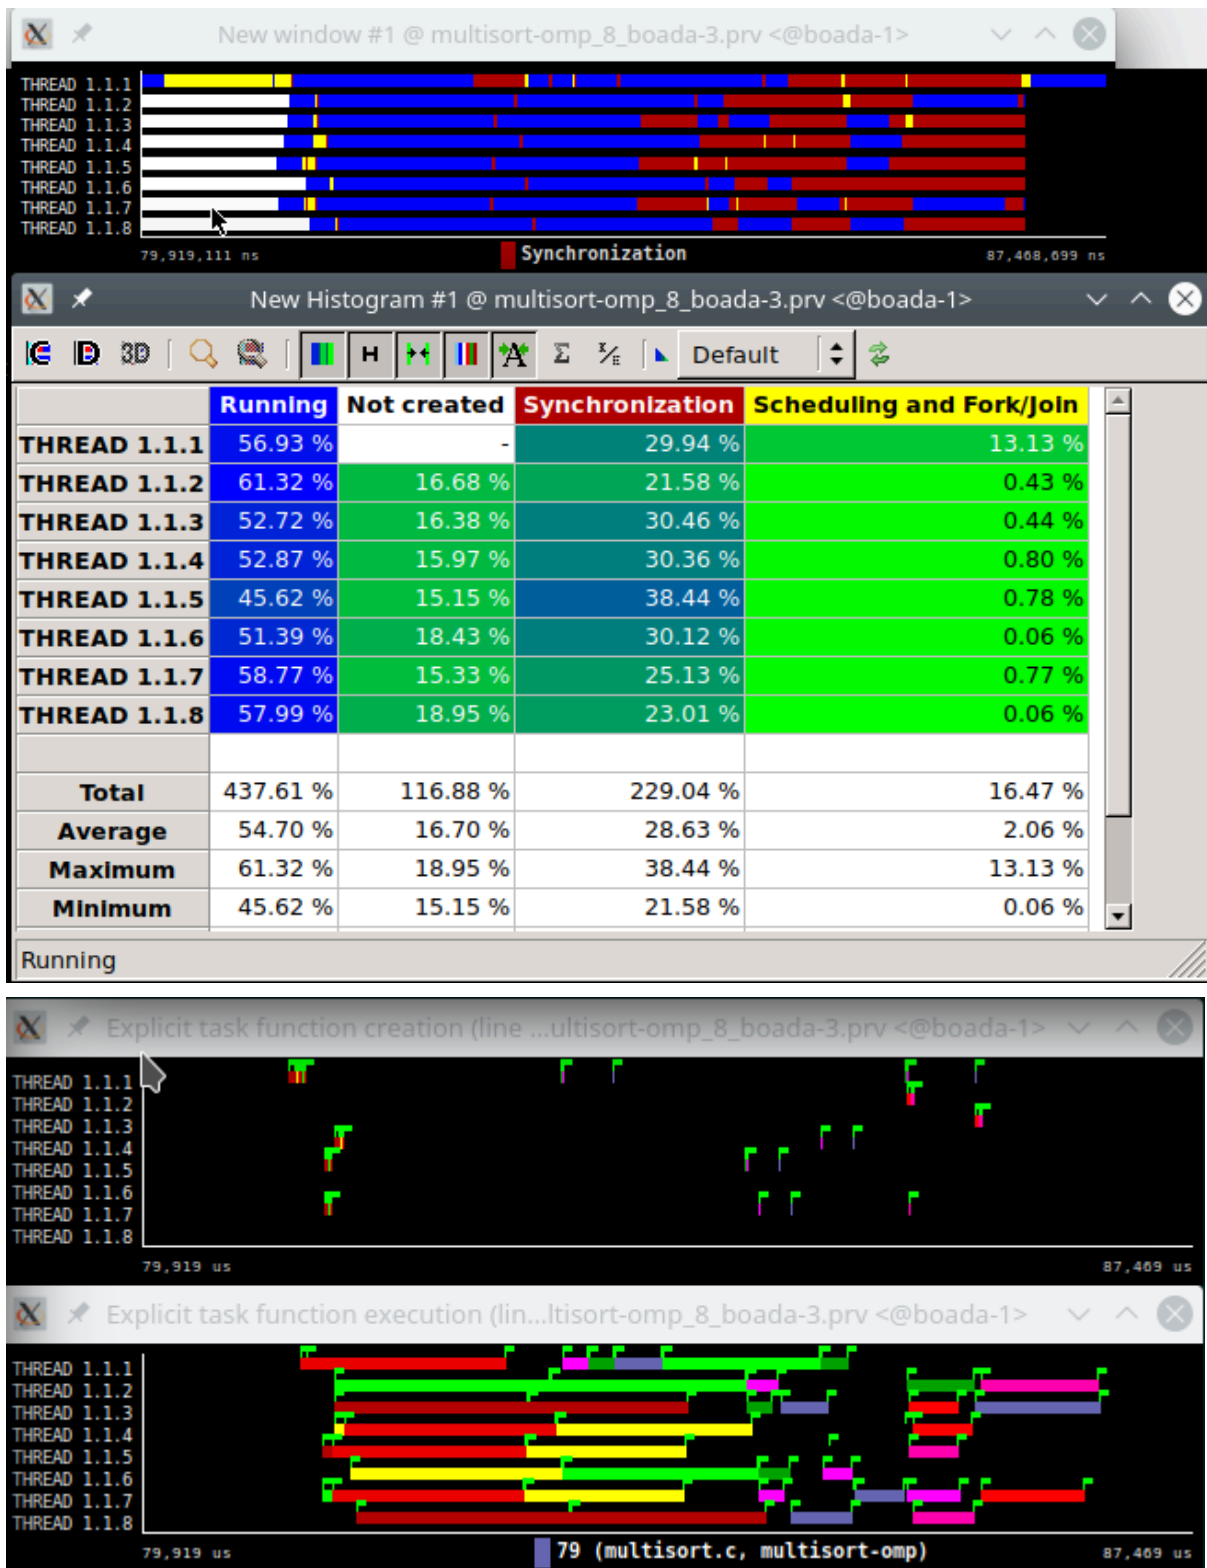 New window #1 @ multisort-omp_8_boada-3.prv <@boada-1>
THREAD 1.1.1
THREAD 1.1.2
THREAD 1.1.3
THREAD 1.1.4
THREAD 1.1.5
THREAD 1.1.6
THREAD 1.1.7
THREAD 1.1.8
79,919,111 ns Synchronization 87,468,699 ns
New Histogram #1 @ multisort-omp_8_boada-3.prv <@boada-1>
3D H A Σ Default
Running Not created Synchronization Scheduling and Fork/Join
THREAD 1.1.1 56.93 % - 29.94 % 13.13 %
THREAD 1.1.2 61.32 % 16.68 % 21.58 % 0.43 %
THREAD 1.1.3 52.72 % 16.38 % 30.46 % 0.44 %
THREAD 1.1.4 52.87 % 15.97 % 30.36 % 0.80 %
THREAD 1.1.5 45.62 % 15.15 % 38.44 % 0.78 %
THREAD 1.1.6 51.39 % 18.43 % 30.12 % 0.06 %
THREAD 1.1.7 58.77 % 15.33 % 25.13 % 0.77 %
THREAD 1.1.8 57.99 % 18.95 % 23.01 % 0.06 %
Total 437.61 % 116.88 % 229.04 % 16.47 %
Average 54.70 % 16.70 % 28.63 % 2.06 %
Maximum 61.32 % 18.95 % 38.44 % 13.13 %
Minimum 45.62 % 15.15 % 21.58 % 0.06 %
Running
Explicit task function creation (line ...ultisort-omp_8_boada-3.prv <@boada-1>
THREAD 1.1.1
THREAD 1.1.2
THREAD 1.1.3
THREAD 1.1.4
THREAD 1.1.5
THREAD 1.1.6
THREAD 1.1.7
THREAD 1.1.8
79,919 us 87,469 us
Explicit task function execution (lin...ltisort-omp_8_boada-3.prv <@boada-1>
THREAD 1.1.1
THREAD 1.1.2
THREAD 1.1.3
THREAD 1.1.4
THREAD 1.1.5
THREAD 1.1.6
THREAD 1.1.7
THREAD 1.1.8
79,919 us 79 (multisort.c, multisort-omp) 87,469 us